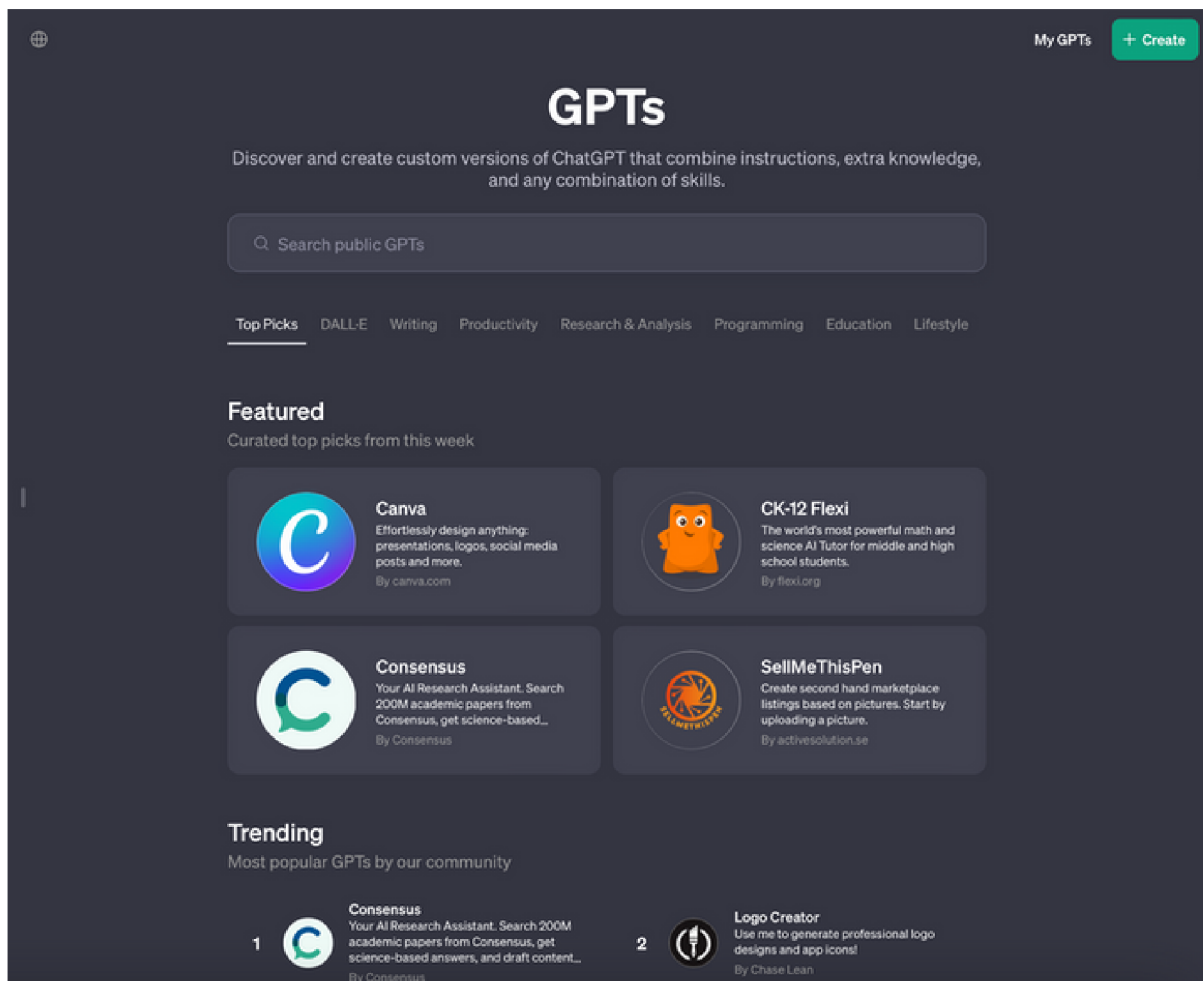 My GPTs
+ Create
GPTs
Discover and create custom versions of ChatGPT that combine instructions, extra knowledge,
and any combination of skills.
Search public GPTs
Top Picks DALL·E Writing Productivity Research & Analysis Programming Education Lifestyle
Featured
Curated top picks from this week
Canva
Effortlessly design anything:
presentations, logos, social media
posts and more.
By canva.com
CK-12 Flexi
The world's most powerful math and
science AI Tutor for middle and high
school students.
By flexi.org
Consensus
Your AI Research Assistant. Search
200M academic papers from
Consensus, get science-based...
By Consensus
SELLMETHISPEN
SellMeThisPen
Create second hand marketplace
listings based on pictures. Start by
uploading a picture.
By activesolution.se
Trending
Most popular GPTs by our community
1
Consensus
Your AI Research Assistant. Search 200M
academic papers from Consensus, get
science-based answers, and draft content...
By Consensus
2
Logo Creator
Use me to generate professional logo
designs and app icons!
By Chase Lean